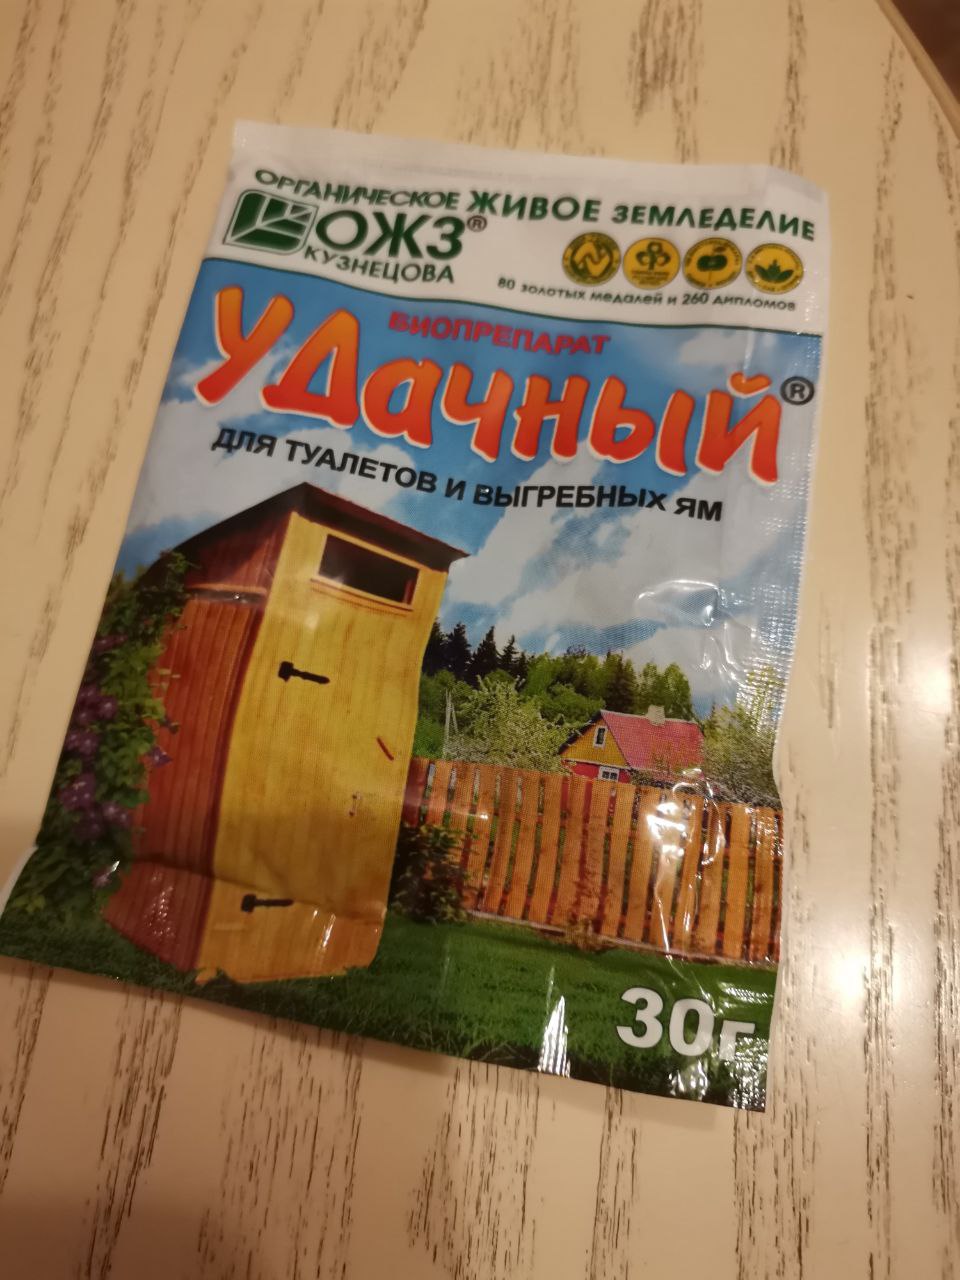 ОРГАНИЧЕСКОЕ ЖИВОЕ ЗЕМЛЕДЕЛИЕ
ОЖЗ®
КУЗНЕЦОВА
80 золотых медалей и 260 дипломов
БИОПРЕПАРАТ
УДачный®
ДЛЯ ТУАЛЕТОВ И ВЫГРЕБНЫХ ЯМ
30г